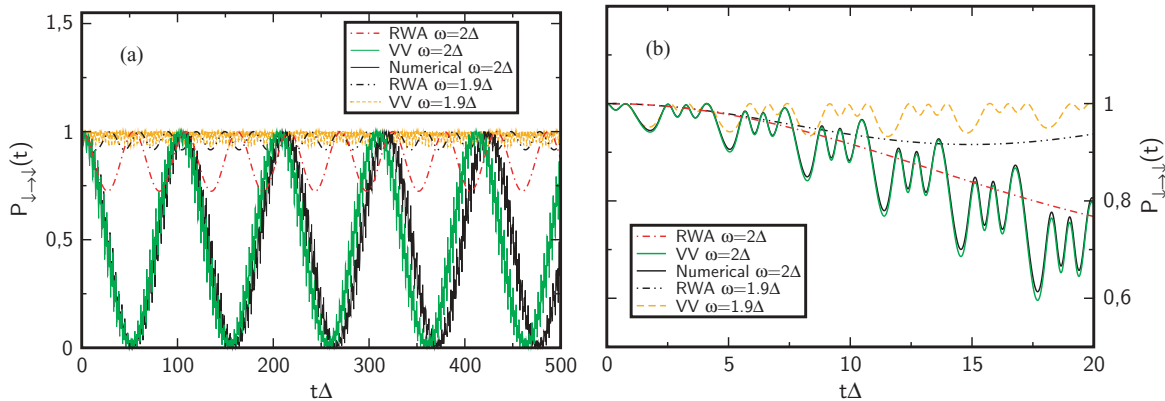 1,5
(a)
RWA ω=2Δ
VV ω=2Δ
Numerical ω=2Δ
RWA ω=1.9Δ
VV ω=1.9Δ
1
0,5
0
P↓→↓(t)
0 100 200 300 400 500
tΔ
(b)
1
0,8
0,6
P↓→↓(t)
RWA ω=2Δ
VV ω=2Δ
Numerical ω=2Δ
RWA ω=1.9Δ
VV ω=1.9Δ
0 5 10 15 20
tΔ